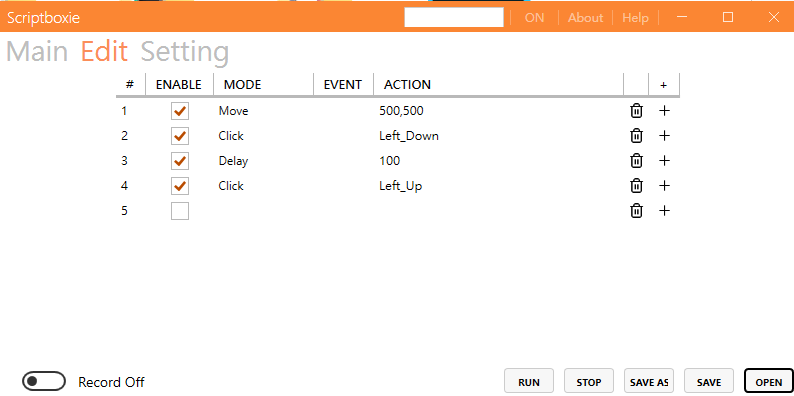 Scriptboxie ON About Help
Main Edit Setting
# ENABLE MODE EVENT ACTION +
1 Move 500,500 +
2 Click Left_Down +
3 Delay 100 +
4 Click Left_Up +
5 +
Record Off RUN STOP SAVE AS SAVE OPEN